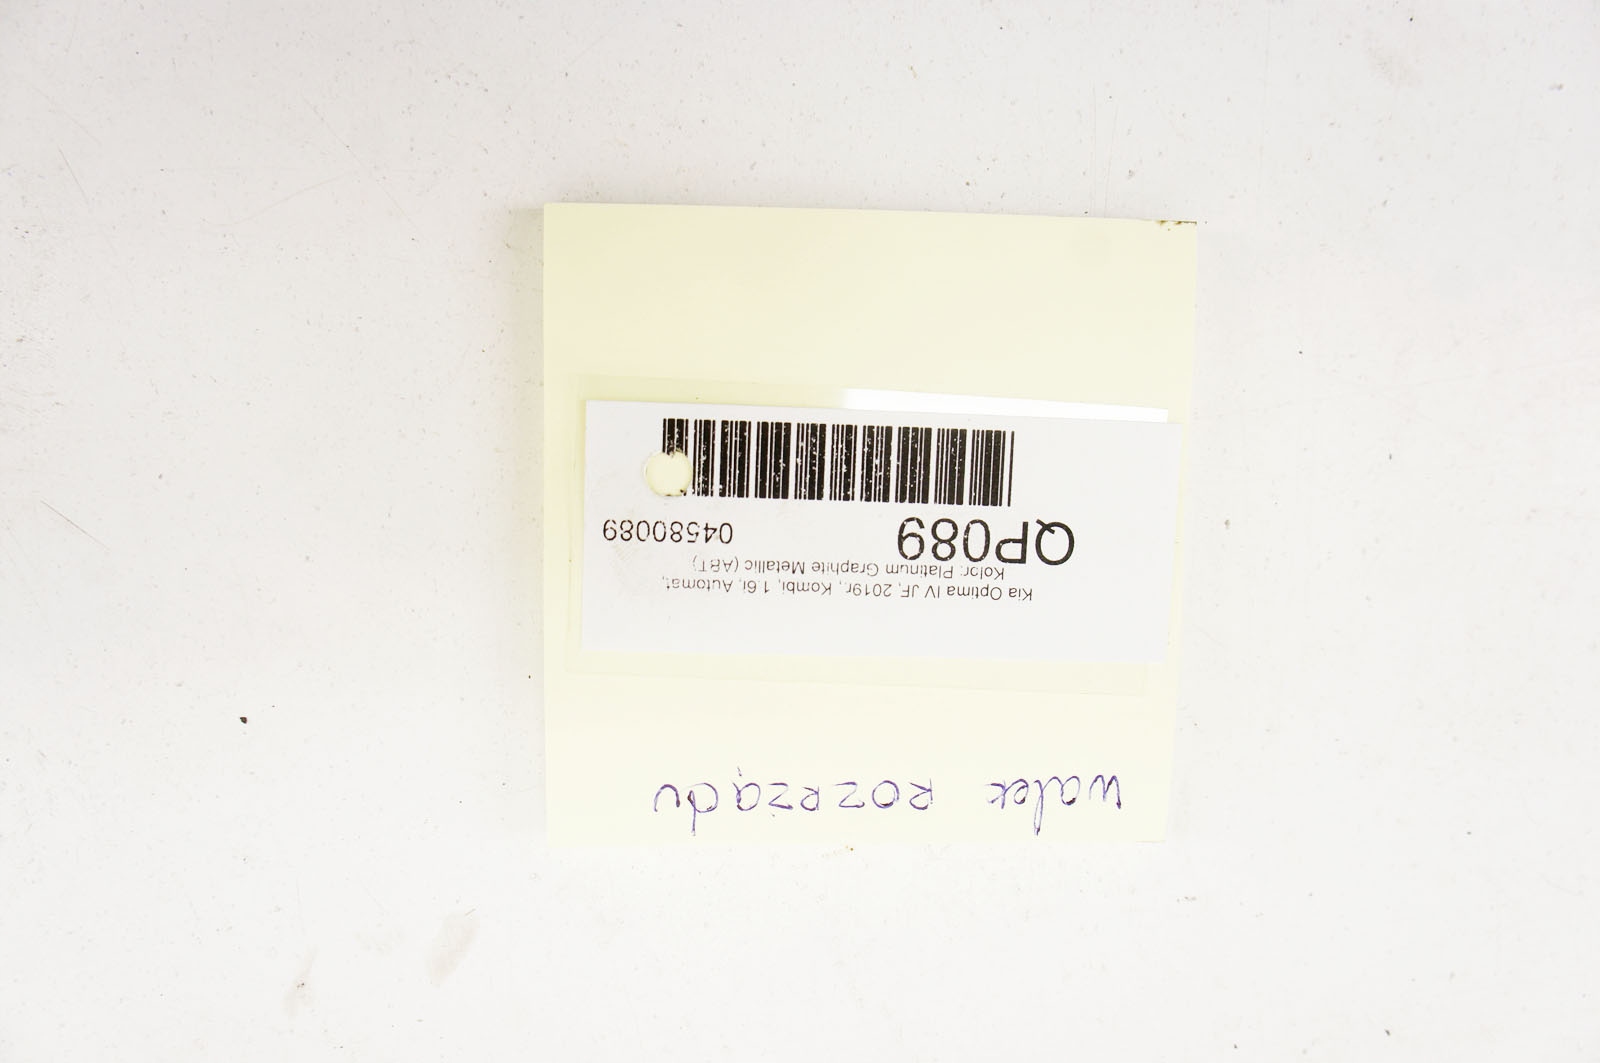 wałek ROZRZądu
Kia Optima IV JF, 2019r., Kombi, 1.6i, Automat,
Kolor: Platinum Graphite Metallic (ABT)
QP089 04580089